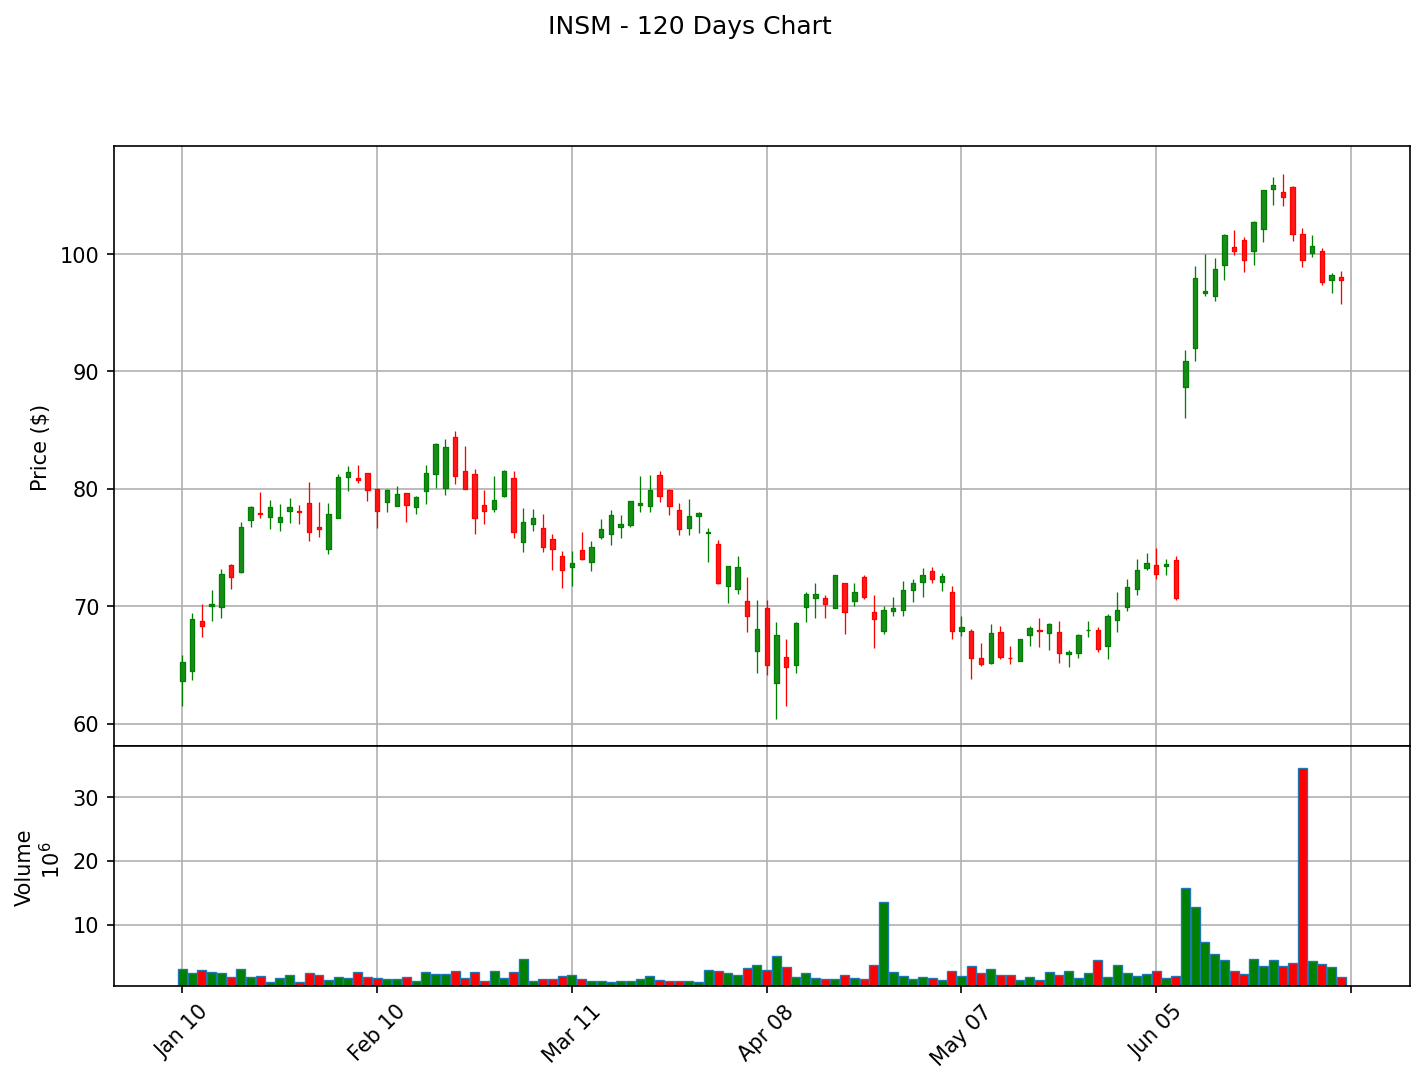 INSM - 120 Days Chart
Price ($)
100
90
80
70
60
Volume
10^6
30
20
10
Jan 10
Feb 10
Mar 11
Apr 08
May 07
Jun 05